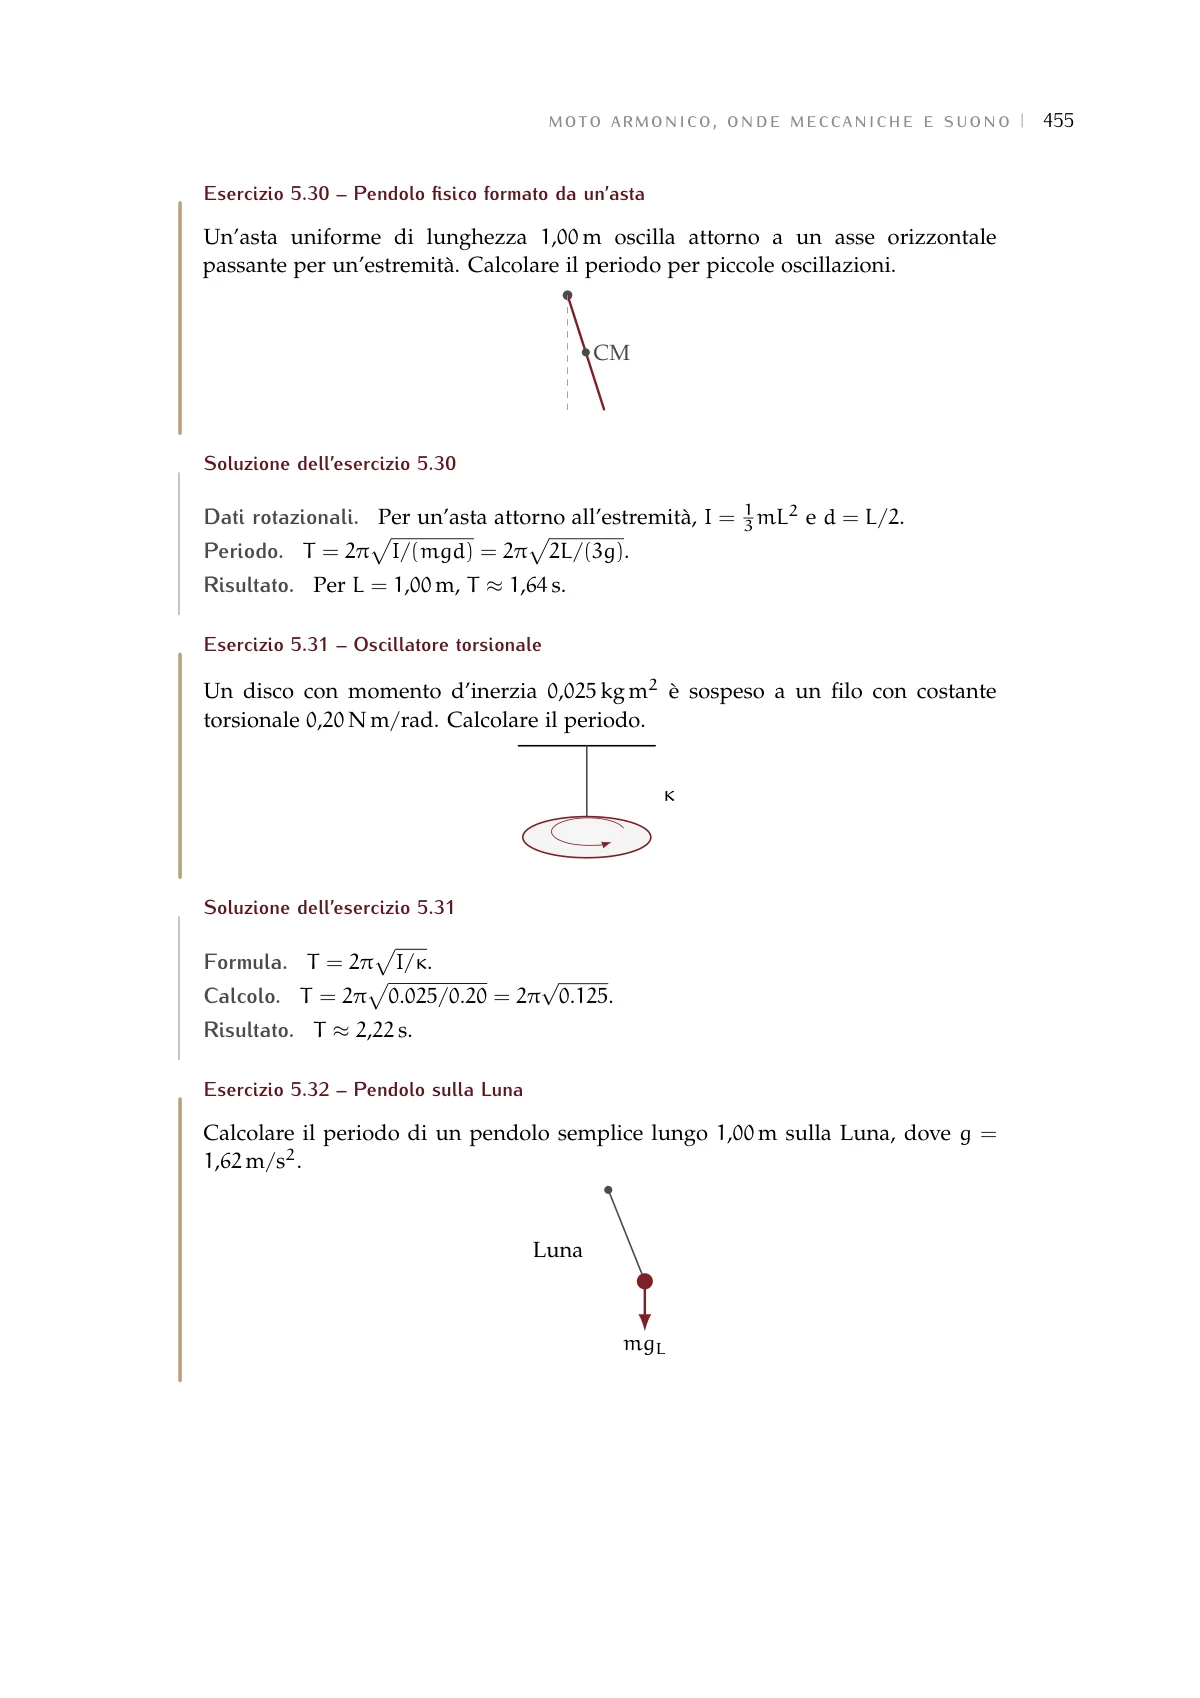 MOTO ARMONICO, ONDE MECCANICHE E SUONO | 455
Esercizio 5.30 – Pendolo fisico formato da un'asta
Un'asta uniforme di lunghezza 1,00 m oscilla attorno a un asse orizzontale
passante per un'estremità. Calcolare il periodo per piccole oscillazioni.
CM
Soluzione dell'esercizio 5.30
Dati rotazionali. Per un'asta attorno all'estremità, I = 1/3 mL² e d = L/2.
Periodo. T = 2π√(I/(mgd)) = 2π√(2L/(3g)).
Risultato. Per L = 1,00 m, T ≈ 1,64 s.
Esercizio 5.31 – Oscillatore torsionale
Un disco con momento d'inerzia 0,025 kg m² è sospeso a un filo con costante
torsionale 0,20 N m/rad. Calcolare il periodo.
κ
Soluzione dell'esercizio 5.31
Formula. T = 2π√(I/κ).
Calcolo. T = 2π√(0.025/0.20) = 2π√0.125.
Risultato. T ≈ 2,22 s.
Esercizio 5.32 – Pendolo sulla Luna
Calcolare il periodo di un pendolo semplice lungo 1,00 m sulla Luna, dove g =
1,62 m/s².
Luna
mg_L